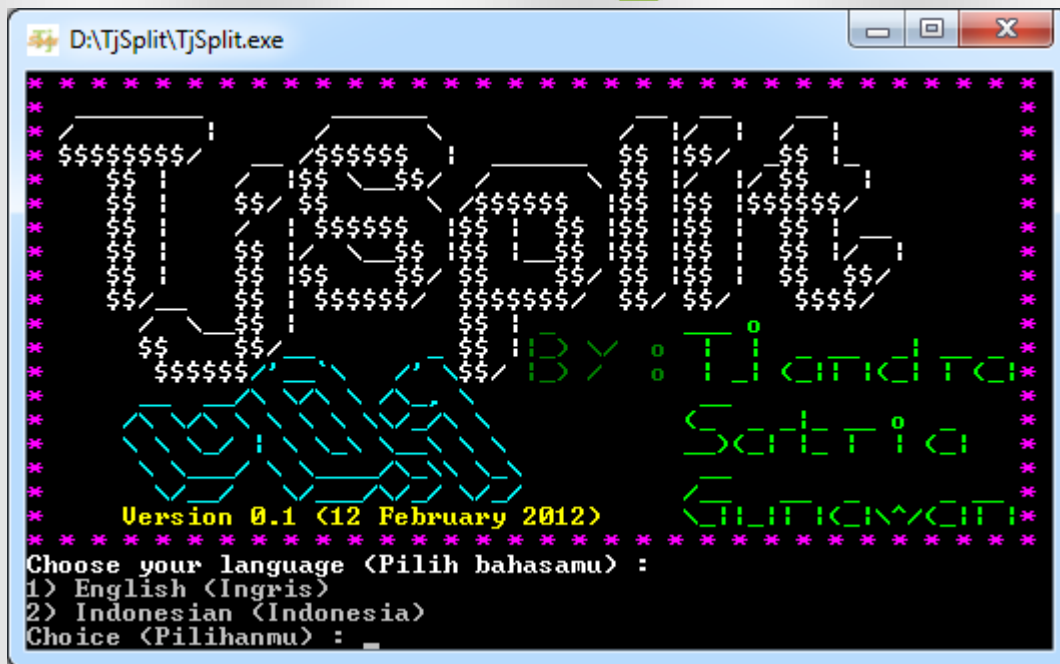 D:\TjSplit\TjSplit.exe
TjSplit
By : Tjandra
Satria
Gunawan
Version 0.1 (12 February 2012)
Choose your language (Pilih bahasamu) :
1) English (Ingris)
2) Indonesian (Indonesia)
Choice (Pilihanmu) : _